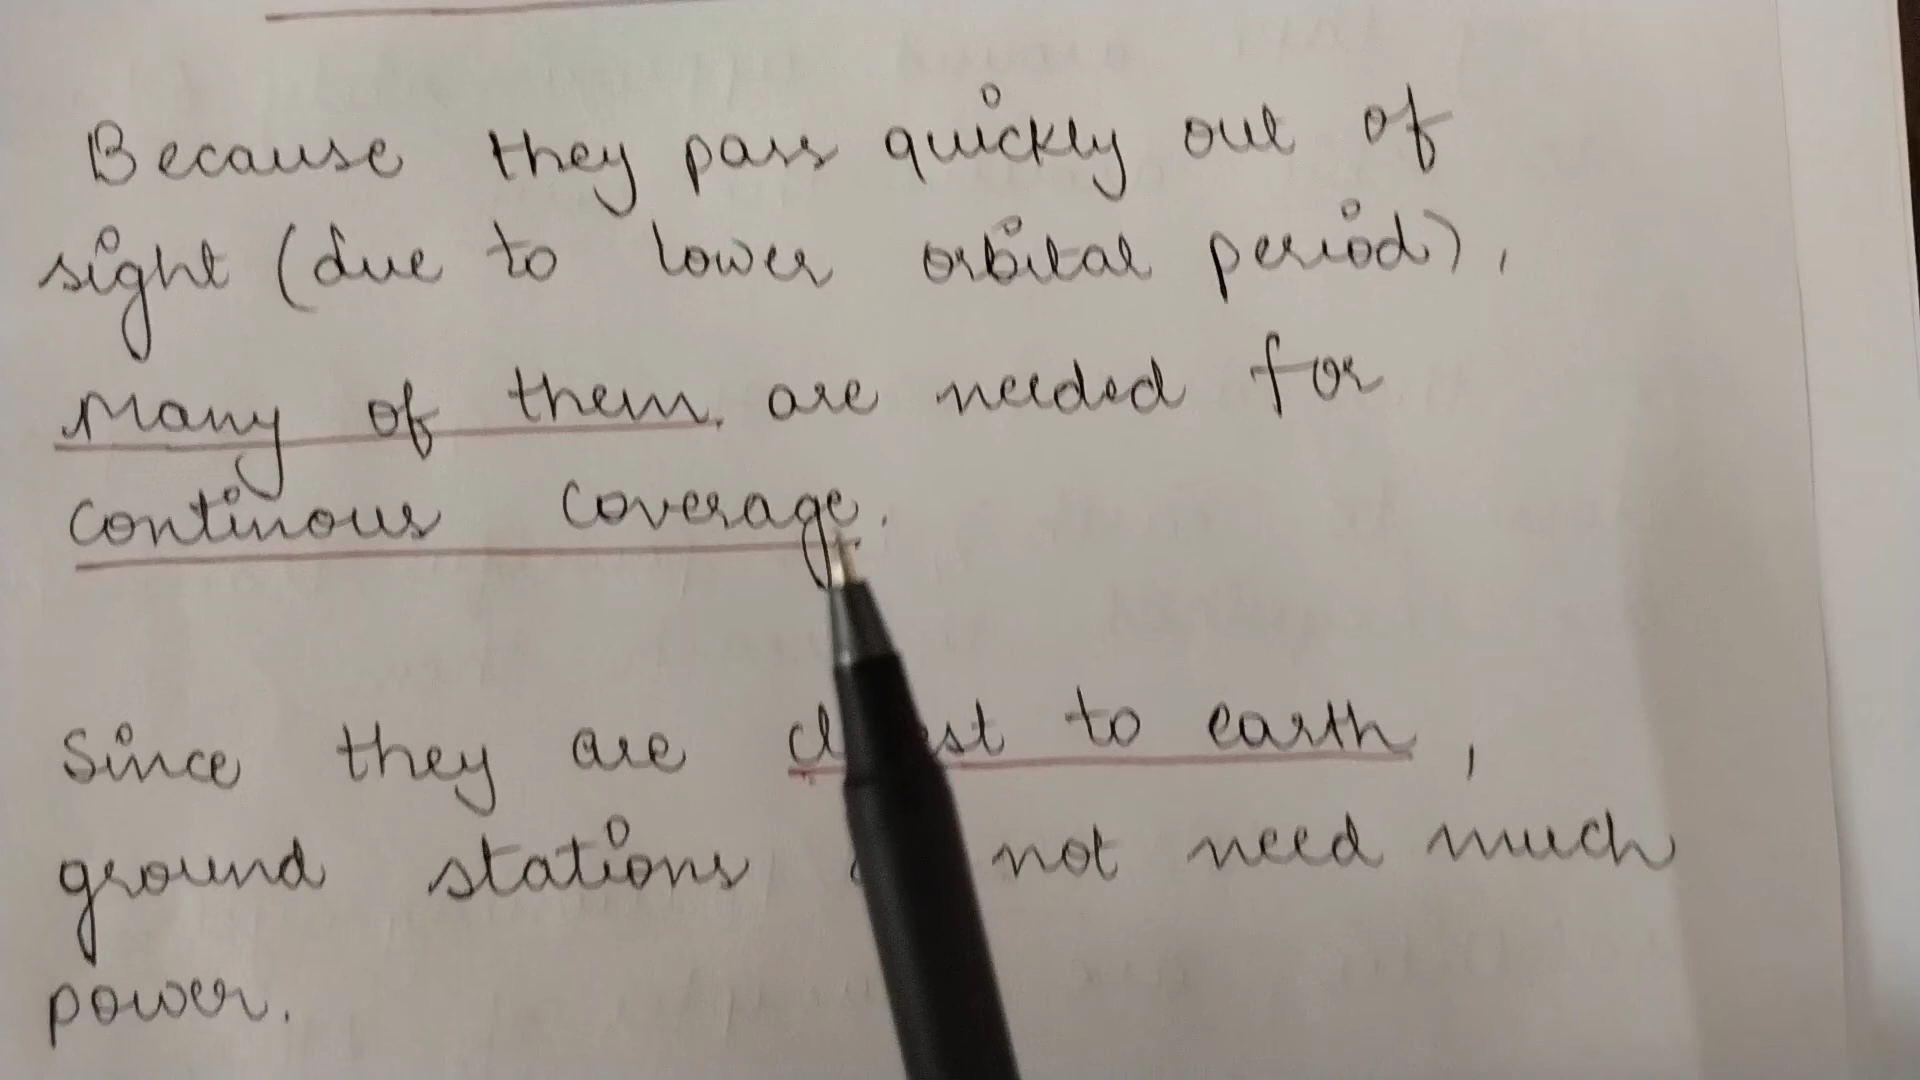 Because they pass quickly out of
sight (due to lower orbital period),
Many of them are needed for
continous coverage.
Since they are to earth,
ground stations not need much
power.